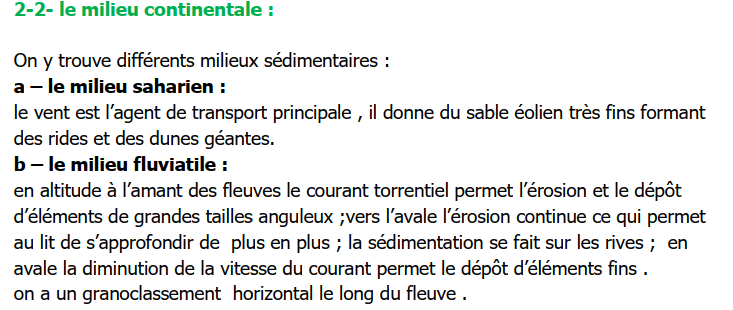 2-2- le milieu continentale :
On y trouve différents milieux sédimentaires :
a – le milieu saharien :
le vent est l’agent de transport principale , il donne du sable éolien très fins formant
des rides et des dunes géantes.
b – le milieu fluviatile :
en altitude à l’amant des fleuves le courant torrentiel permet l’érosion et le dépôt
d’éléments de grandes tailles anguleux ;vers l’avale l’érosion continue ce qui permet
au lit de s’approfondir de  plus en plus ; la sédimentation se fait sur les rives ;  en
avale la diminution de la vitesse du courant permet le dépôt d’éléments fins .
on a un granoclassement  horizontal le long du fleuve .